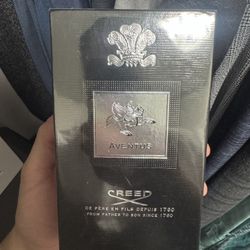 AVENTUS
CREED
DE PÈRE EN FILS DEPUIS 1760
FROM FATHER TO SON SINCE 1760